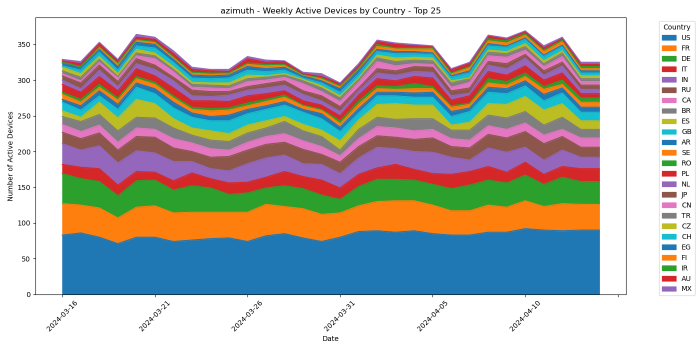 azimuth - Weekly Active Devices by Country - Top 25
Number of Active Devices
350
300
250
200
150
100
50
0
2024-03-16
2024-03-21
2024-03-26
2024-03-31
2024-04-05
2024-04-10
Date
Country
US
FR
DE
IT
IN
RU
CA
BR
ES
GB
AR
SE
RO
PL
NL
JP
CN
TR
CZ
CH
EG
FI
IR
AU
MX